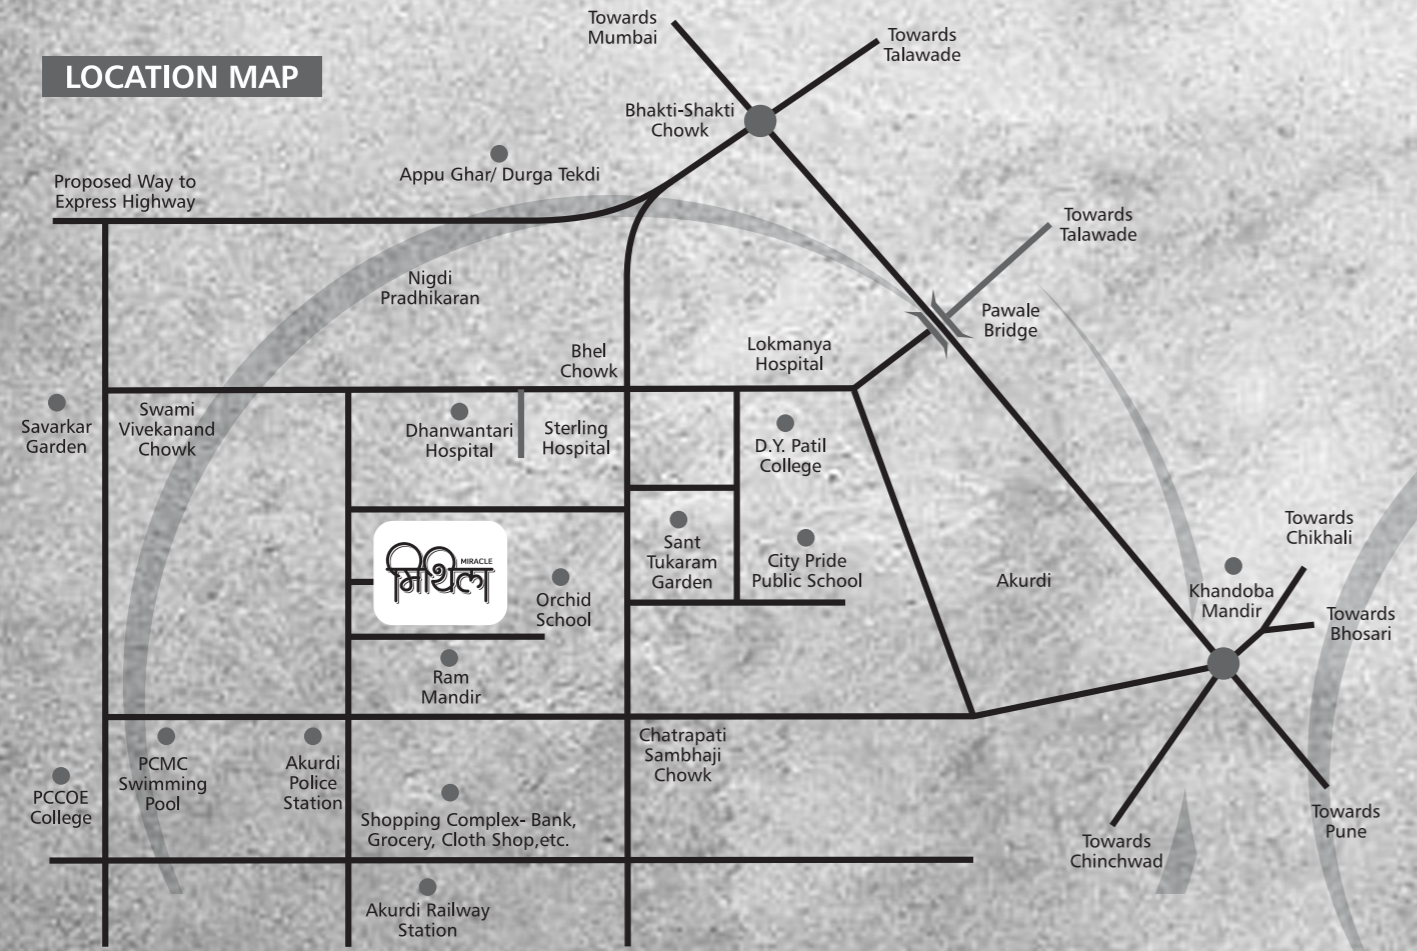 LOCATION MAP
Towards
Mumbai
Towards
Talawade
Bhakti-Shakti
Chowk
Appu Ghar/ Durga Tekdi
Proposed Way to
Express Highway
Towards
Talawade
Nigdi
Pradhikaran
Pawale
Bridge
Bhel
Chowk
Lokmanya
Hospital
Savarkar
Garden
Swami
Vivekanand
Chowk
Dhanwantari
Hospital
Sterling
Hospital
D.Y. Patil
College
MIRACLE
मिथिला
Orchid
School
Sant
Tukaram
Garden
City Pride
Public School
Akurdi
Towards
Chikhali
Khandoba
Mandir
Towards
Bhosari
Ram
Mandir
Chatrapati
Sambhaji
Chowk
PCMC
Swimming
Pool
Akurdi
Police
Station
PCCOE
College
Shopping Complex- Bank,
Grocery, Cloth Shop,etc.
Towards
Pune
Towards
Chinchwad
Akurdi Railway
Station